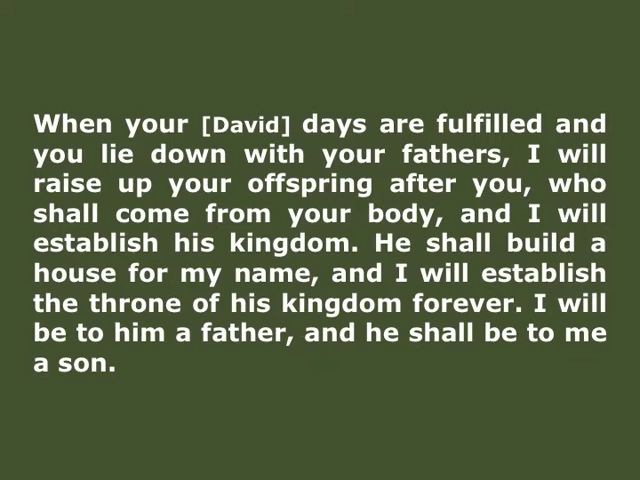 When your [David] days are fulfilled and
you lie down with your fathers, I will
raise up your offspring after you, who
shall come from your body, and I will
establish his kingdom. He shall build a
house for my name, and I will establish
the throne of his kingdom forever. I will
be to him a father, and he shall be to me
a son.